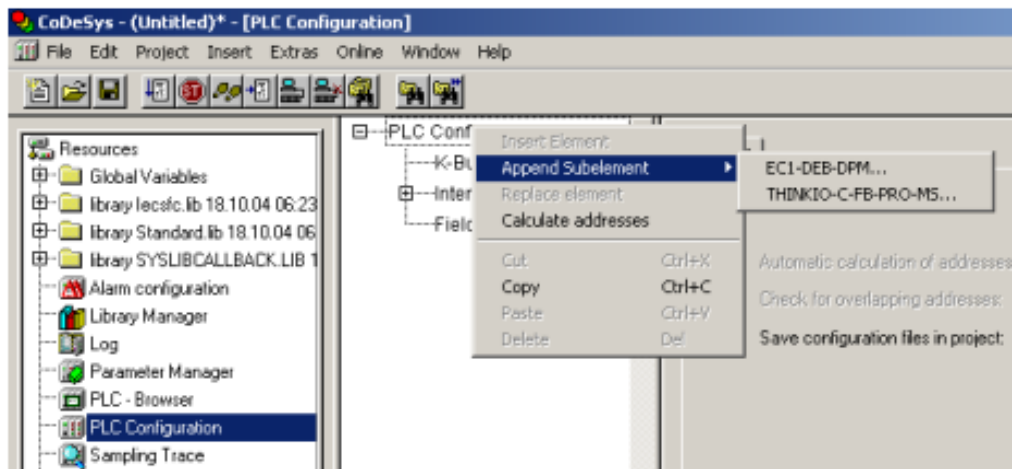 CoDeSys - (Untitled)* - [PLC Configuration]
File Edit Project Insert Extras Online Window Help
Resources
Global Variables
library Iecsfc.lib 18.10.04 06:23
library Standard.lib 18.10.04 06
library SYSLIBCALLBACK.LIB 1
Alarm configuration
Library Manager
Log
Parameter Manager
PLC - Browser
PLC Configuration
Sampling Trace
PLC Conf
K-Bu
Inter
Field
Insert Element
Append Subelement
Replace element
Calculate addresses
Cut Ctrl+X
Copy Ctrl+C
Paste Ctrl+V
Delete Del
EC1-DEB-DPM...
THINKIO-C-FB-PRO-MS...
Automatic calculation of addresses
Check for overlapping addresses:
Save configuration files in project: